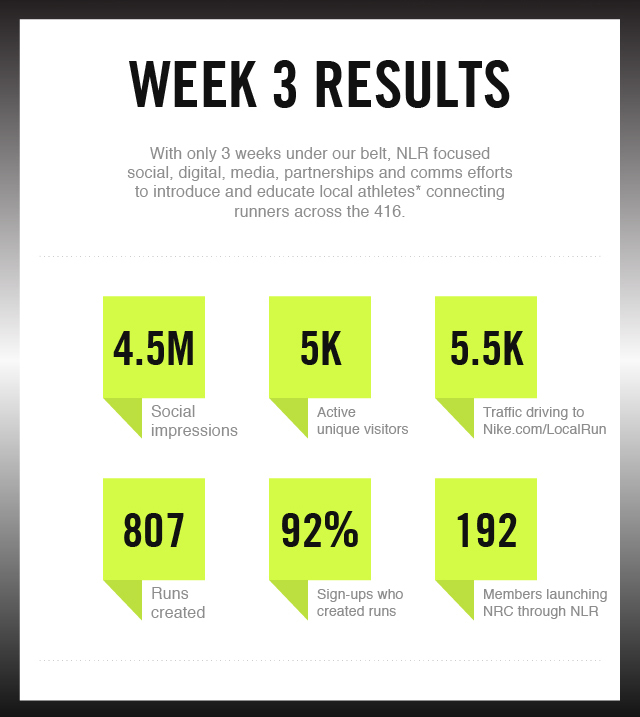 WEEK 3 RESULTS
With only 3 weeks under our belt, NLR focused
social, digital, media, partnerships and comms efforts
to introduce and educate local athletes* connecting
runners across the 416.
4.5M
Social
impressions
5K
Active
unique visitors
5.5K
Traffic driving to
Nike.com/LocalRun
807
Runs
created
92%
Sign-ups who
created runs
192
Members launching
NRC through NLR